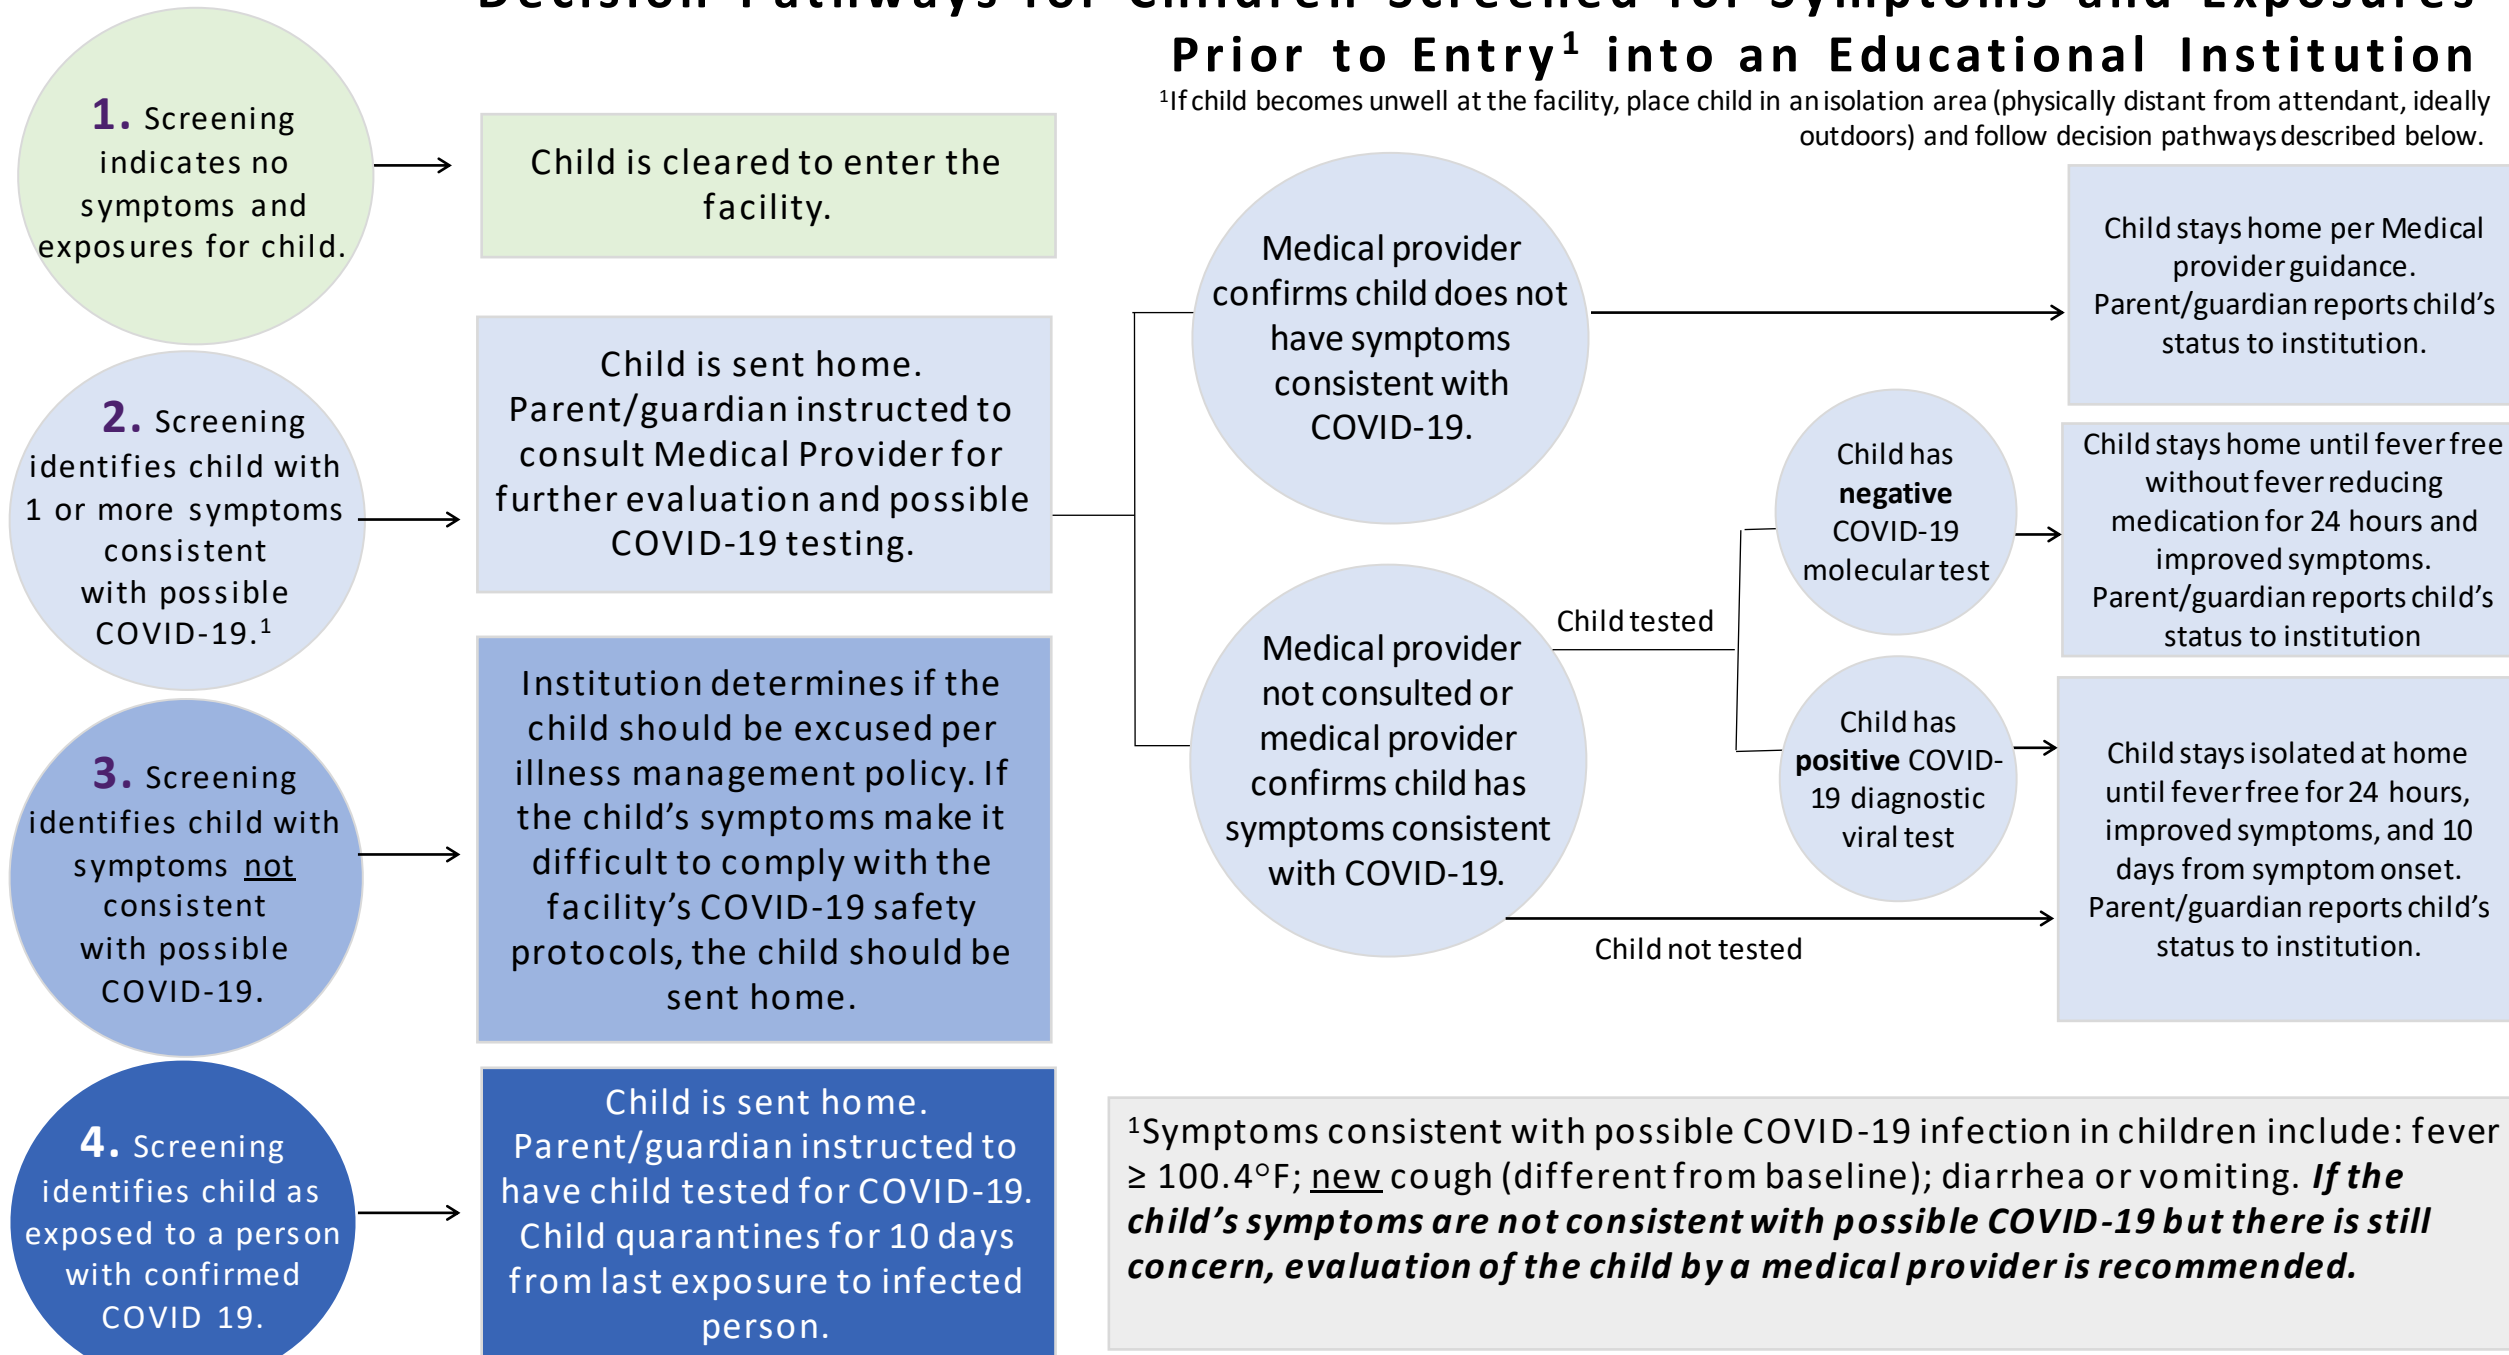 Decision Pathways for Children Screened for Symptoms and Exposures
Prior to Entry¹ into an Educational Institution
¹If child becomes unwell at the facility, place child in an isolation area (physically distant from attendant, ideally
outdoors) and follow decision pathways described below.
1. Screening
indicates no
symptoms and
exposures for child.
Child is cleared to enter the
facility.
2. Screening
identifies child with
1 or more symptoms
consistent
with possible
COVID-19.¹
Child is sent home.
Parent/guardian instructed to
consult Medical Provider for
further evaluation and possible
COVID-19 testing.
Medical provider
confirms child does not
have symptoms
consistent with
COVID-19.
Child stays home per Medical
provider guidance.
Parent/guardian reports child’s
status to institution.
Medical provider
not consulted or
medical provider
confirms child has
symptoms consistent
with COVID-19.
Child tested
Child has
negative
COVID-19
molecular test
Child stays home until fever free
without fever reducing
medication for 24 hours and
improved symptoms.
Parent/guardian reports child’s
status to institution
Child has
positive COVID-
19 diagnostic
viral test
Child stays isolated at home
until fever free for 24 hours,
improved symptoms, and 10
days from symptom onset.
Parent/guardian reports child’s
status to institution.
Child not tested
3. Screening
identifies child with
symptoms not
consistent
with possible
COVID-19.
Institution determines if the
child should be excused per
illness management policy. If
the child’s symptoms make it
difficult to comply with the
facility’s COVID-19 safety
protocols, the child should be
sent home.
4. Screening
identifies child as
exposed to a person
with confirmed
COVID 19.
Child is sent home.
Parent/guardian instructed to
have child tested for COVID-19.
Child quarantines for 10 days
from last exposure to infected
person.
¹Symptoms consistent with possible COVID-19 infection in children include: fever
≥ 100.4°F; new cough (different from baseline); diarrhea or vomiting. If the
child’s symptoms are not consistent with possible COVID-19 but there is still
concern, evaluation of the child by a medical provider is recommended.